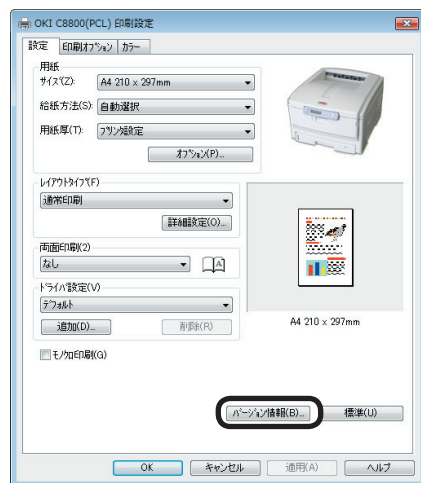 OKI C8800(PCL) 印刷設定
設定 印刷ｵﾌﾟｼｮﾝ ｶﾗｰ
用紙
ｻｲｽﾞ(Z): A4 210 x 297mm
給紙方法(S): 自動選択
用紙厚(T): ﾌﾟﾘﾝﾀ設定
ｵﾌﾟｼｮﾝ(P)...
ﾚｲｱｳﾄﾀｲﾌﾟ(F)
通常印刷
詳細設定(O)...
両面印刷(2)
なし
A
ﾄﾞﾗｲﾊﾞ設定(V)
ﾃﾞﾌｫﾙﾄ
追加(D)... 削除(R)
A4 210 x 297mm
ﾓﾉｸﾛ印刷(G)
ﾊﾞｰｼﾞｮﾝ情報(B)... 標準(U)
OK ｷｬﾝｾﾙ 適用(A) ﾍﾙﾌﾟ